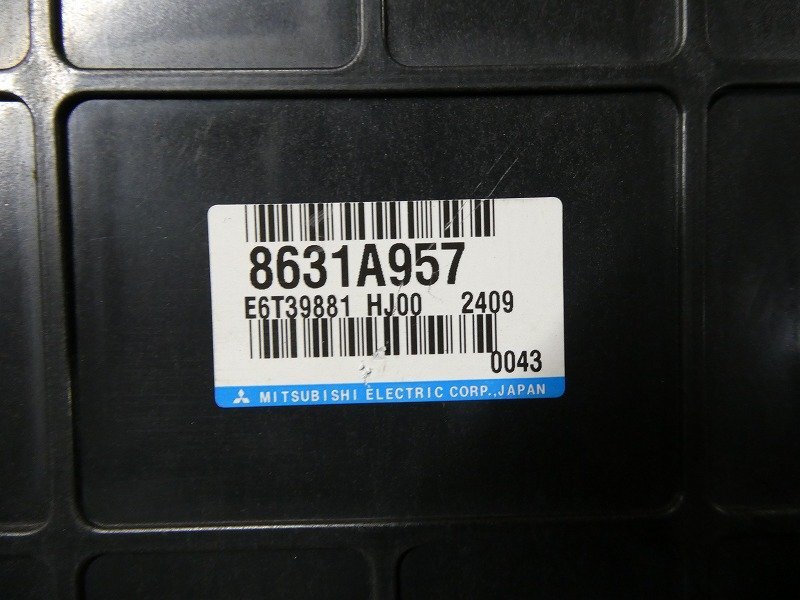 8631A957
E6T39881 HJ00 2409
0043
MITSUBISHI ELECTRIC CORP.,JAPAN